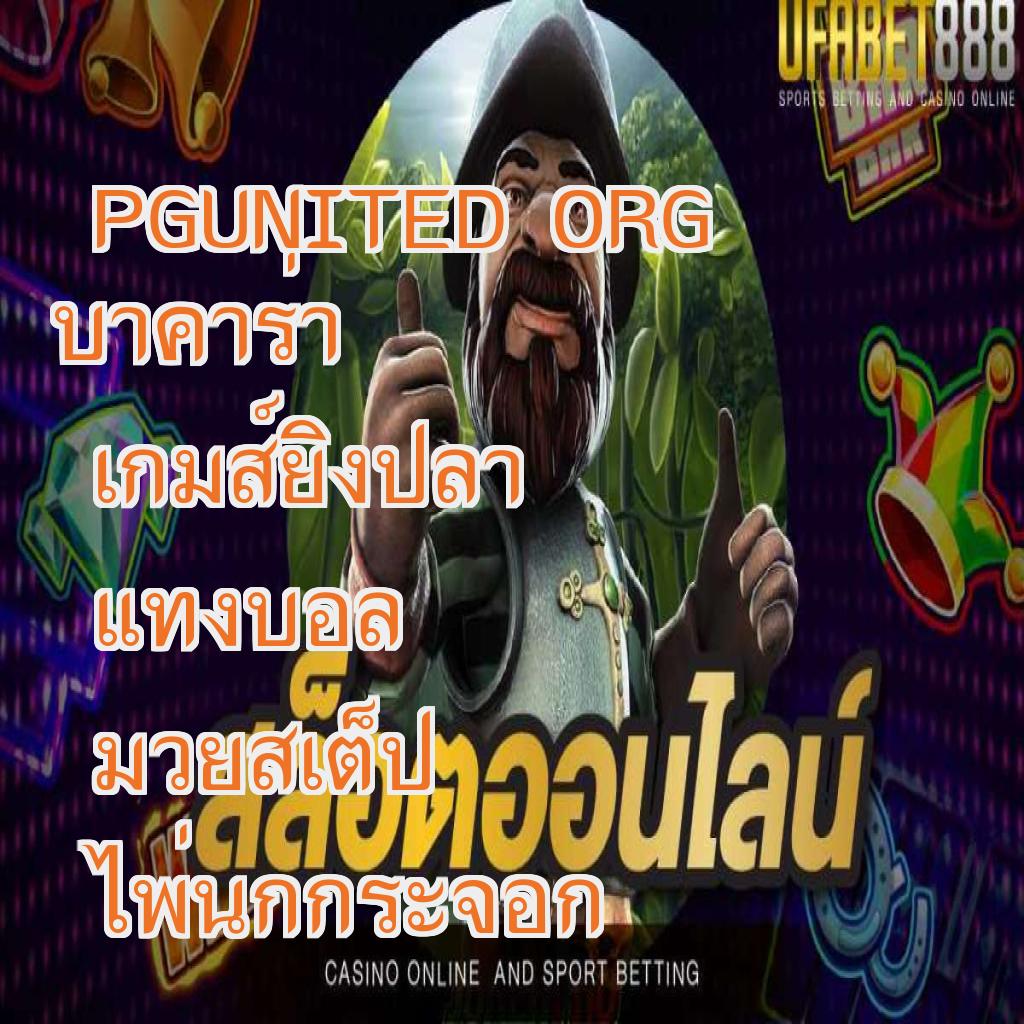 UFABET888
SPORTS BETTING AND CASINO ONLINE
BAR
PGUNITED ORG
บาคาร่า
เกมส์ยิงปลา
แทงบอล
มวยสเต็ป
สล็อตออนไลน์
ไพ่นกกระจอก
CASINO ONLINE AND SPORT BETTING